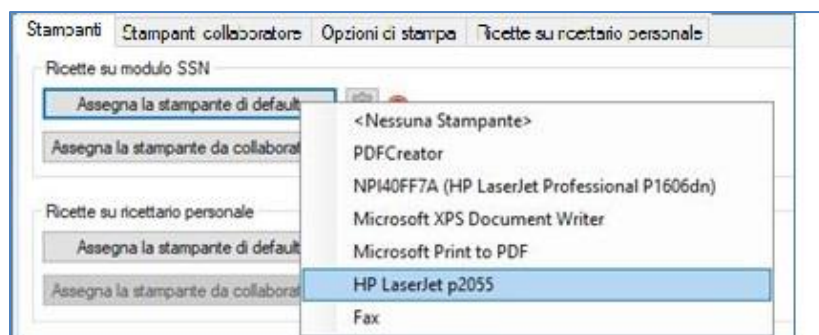 Stampanti Stampanti collaboratore Opzioni di stampa Ricette su ricettario personale
Ricette su modulo SSN
Assegna la stampante di default
<Nessuna Stampante>
Assegna la stampante da collaborat
PDFCreator
NPI40FF7A (HP LaserJet Professional P1606dn)
Ricette su ricettario personale
Microsoft XPS Document Writer
Assegna la stampante di default
Microsoft Print to PDF
Assegna la stampante da collaborat
HP LaserJet p2055
Fax